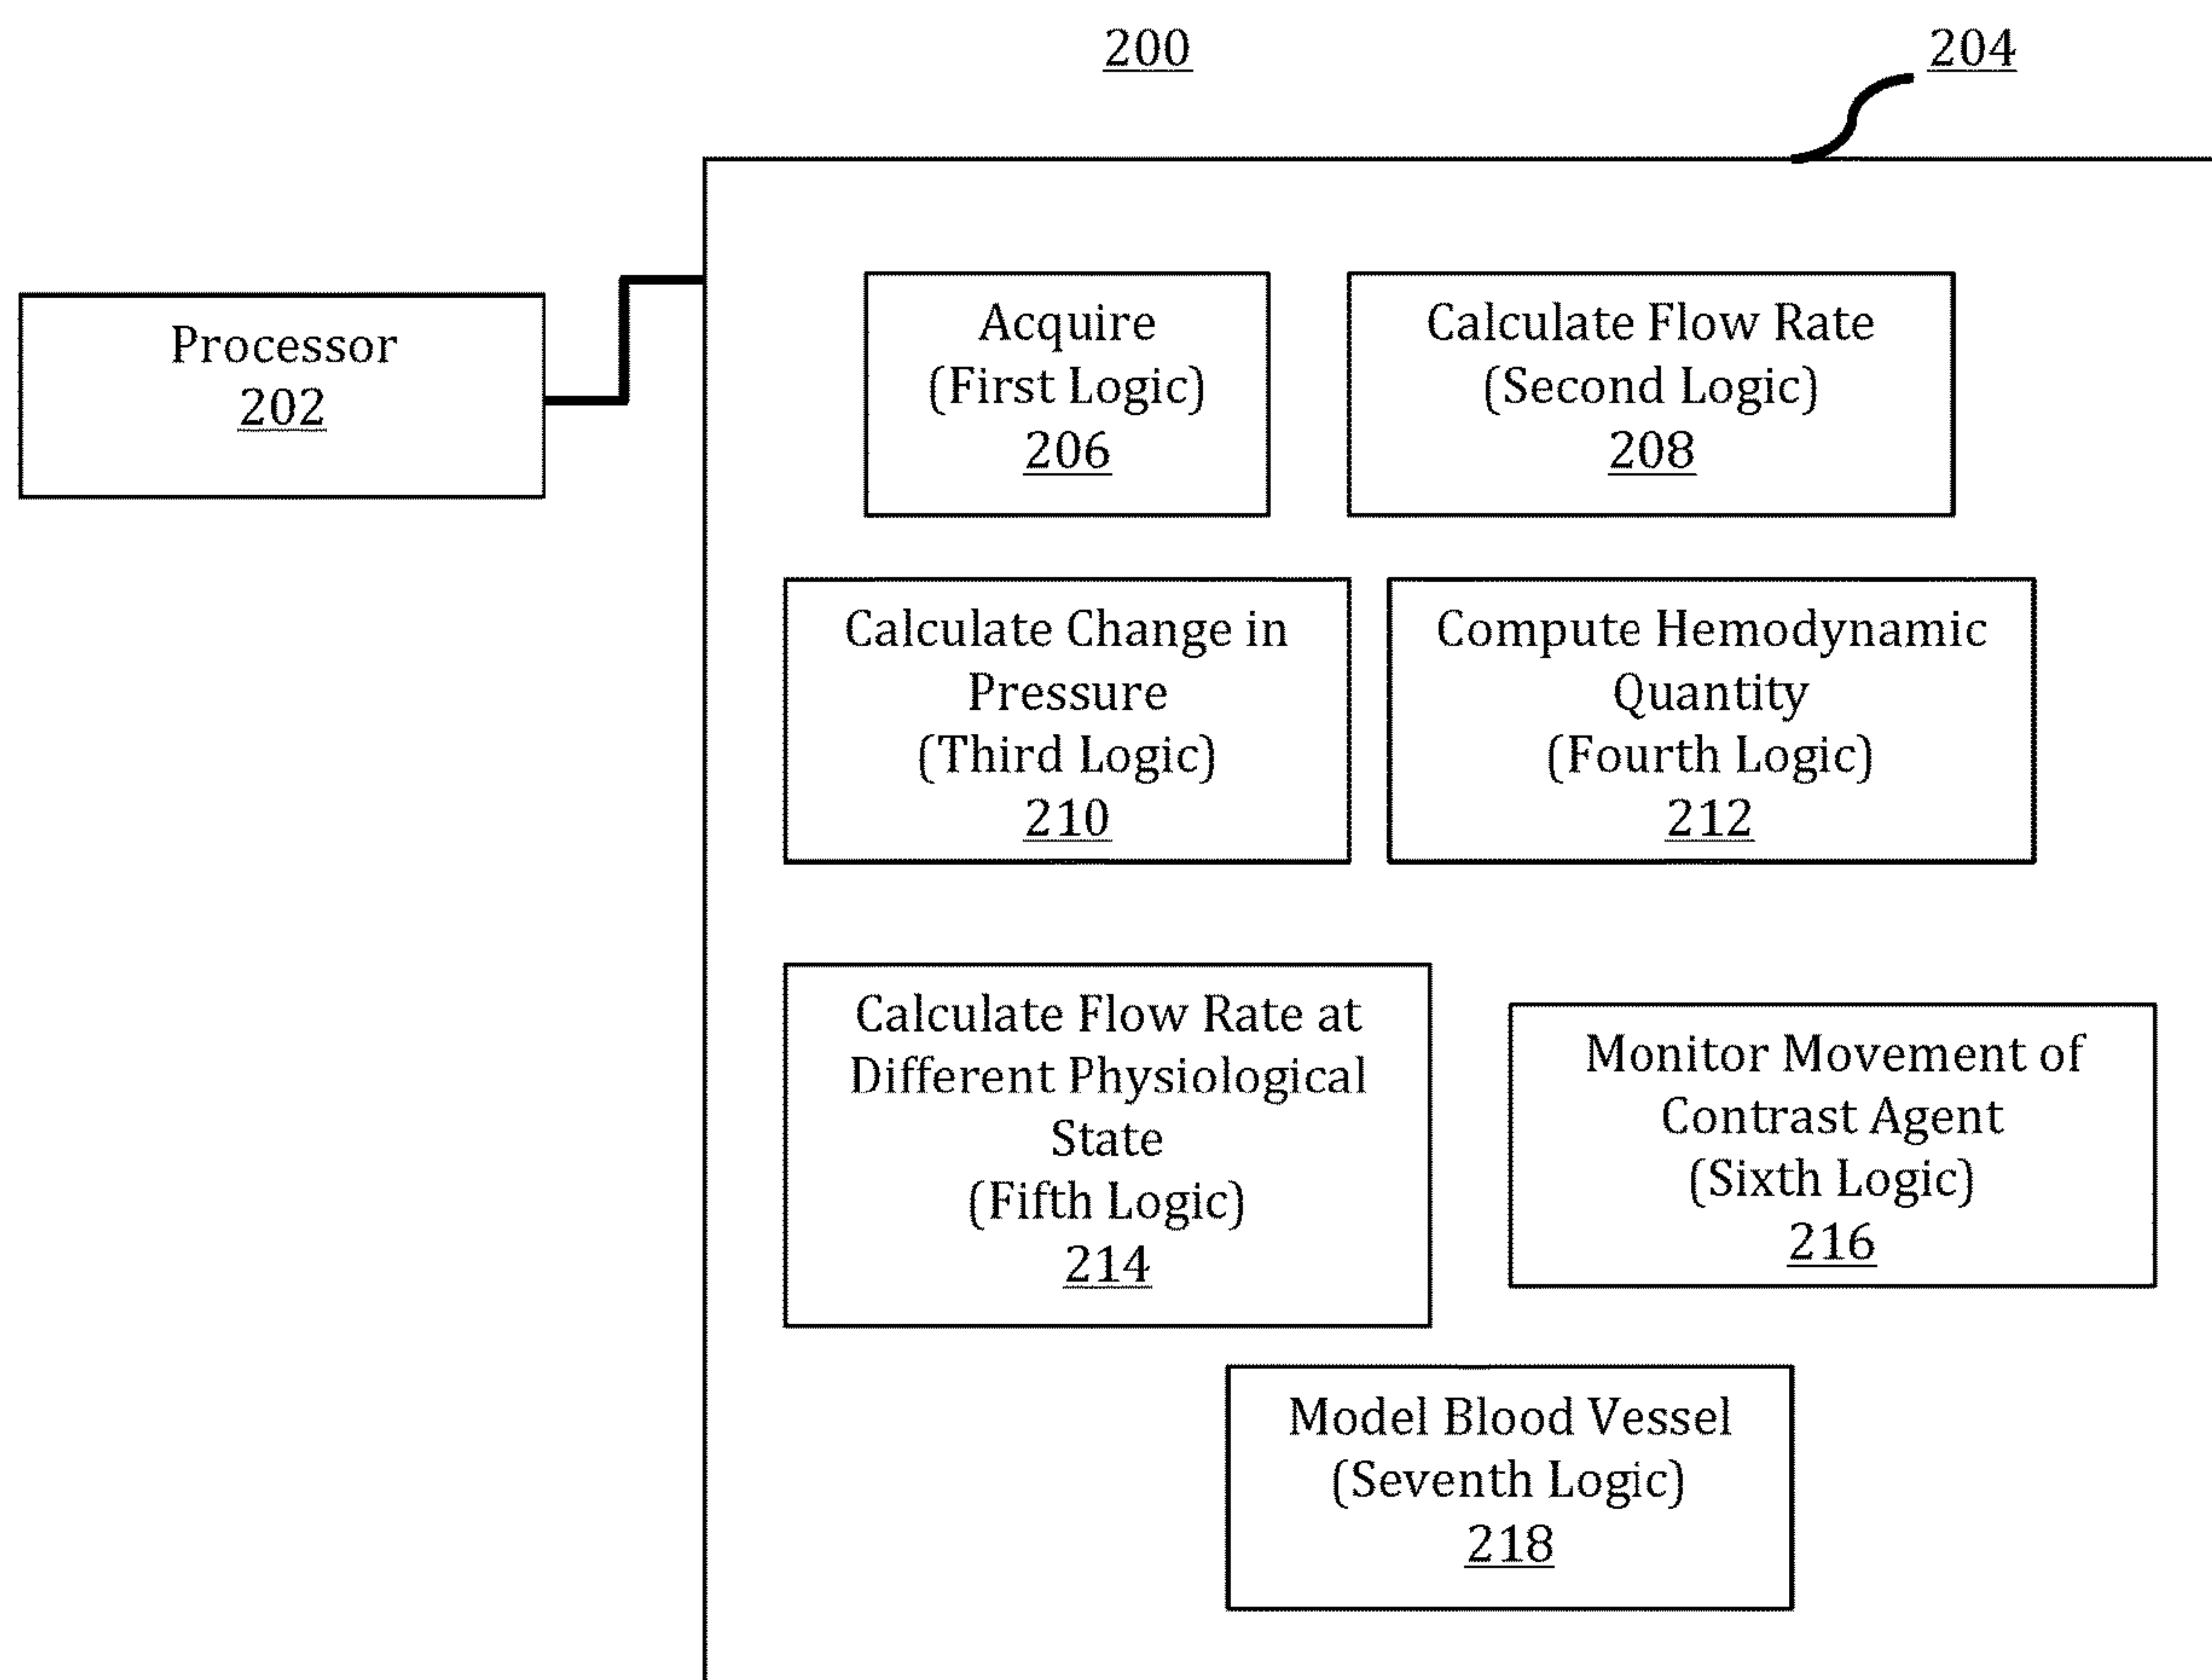 200
204
Processor
202
Acquire
(First Logic)
206
Calculate Flow Rate
(Second Logic)
208
Calculate Change in
Pressure
(Third Logic)
210
Compute Hemodynamic
Quantity
(Fourth Logic)
212
Calculate Flow Rate at
Different Physiological
State
(Fifth Logic)
214
Monitor Movement of
Contrast Agent
(Sixth Logic)
216
Model Blood Vessel
(Seventh Logic)
218